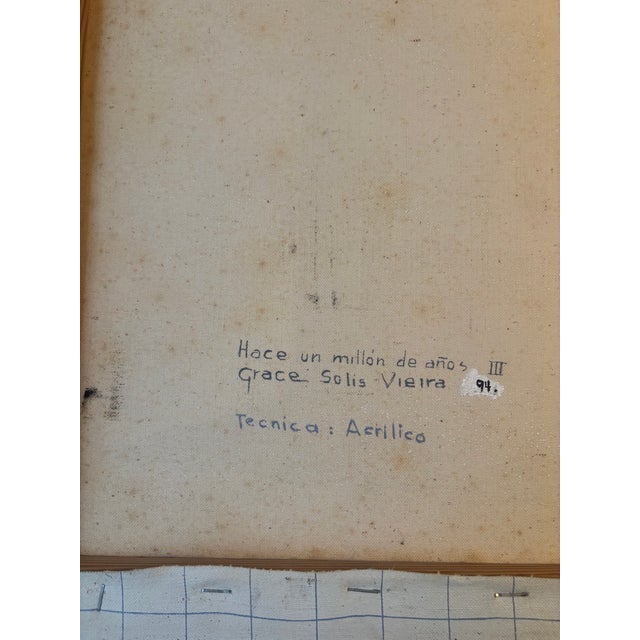 Hace un millón de años III
Grace Solis Vieira 94.
Tecnica: Acrilico